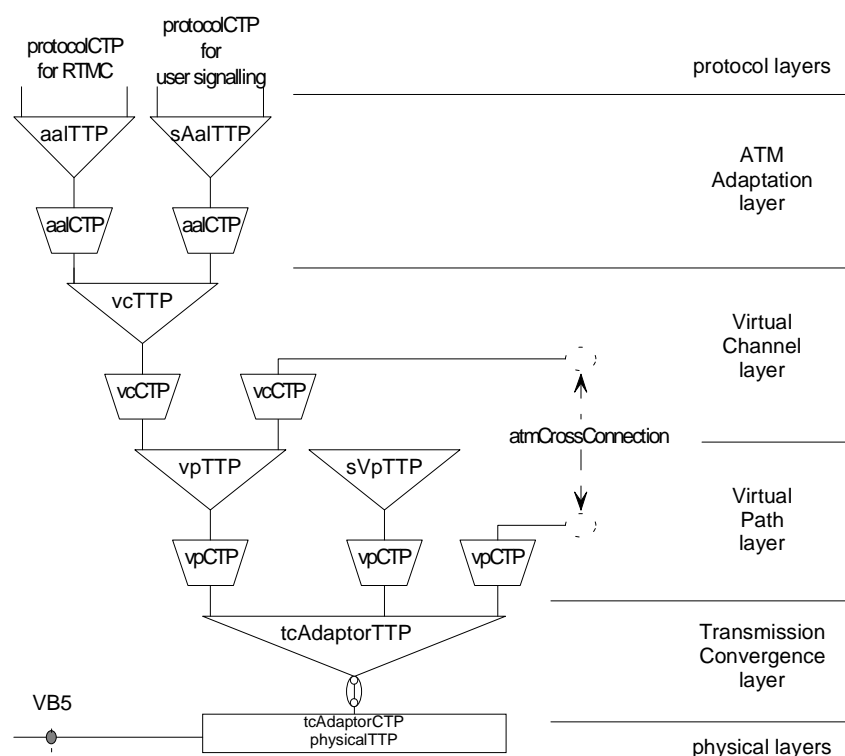 protocolCTP
for RTMC
protocolCTP
for
user signalling
protocol layers
aalTTP
sAalTTP
ATM
Adaptation
layer
aalCTP
aalCTP
vcTTP
Virtual
Channel
layer
vcCTP
vcCTP
atmCrossConnection
vpTTP
sVpTTP
Virtual
Path
layer
vpCTP
vpCTP
vpCTP
tcAdaptorTTP
Transmission
Convergence
layer
VB5
tcAdaptorCTP
physicalTTP
physical layers